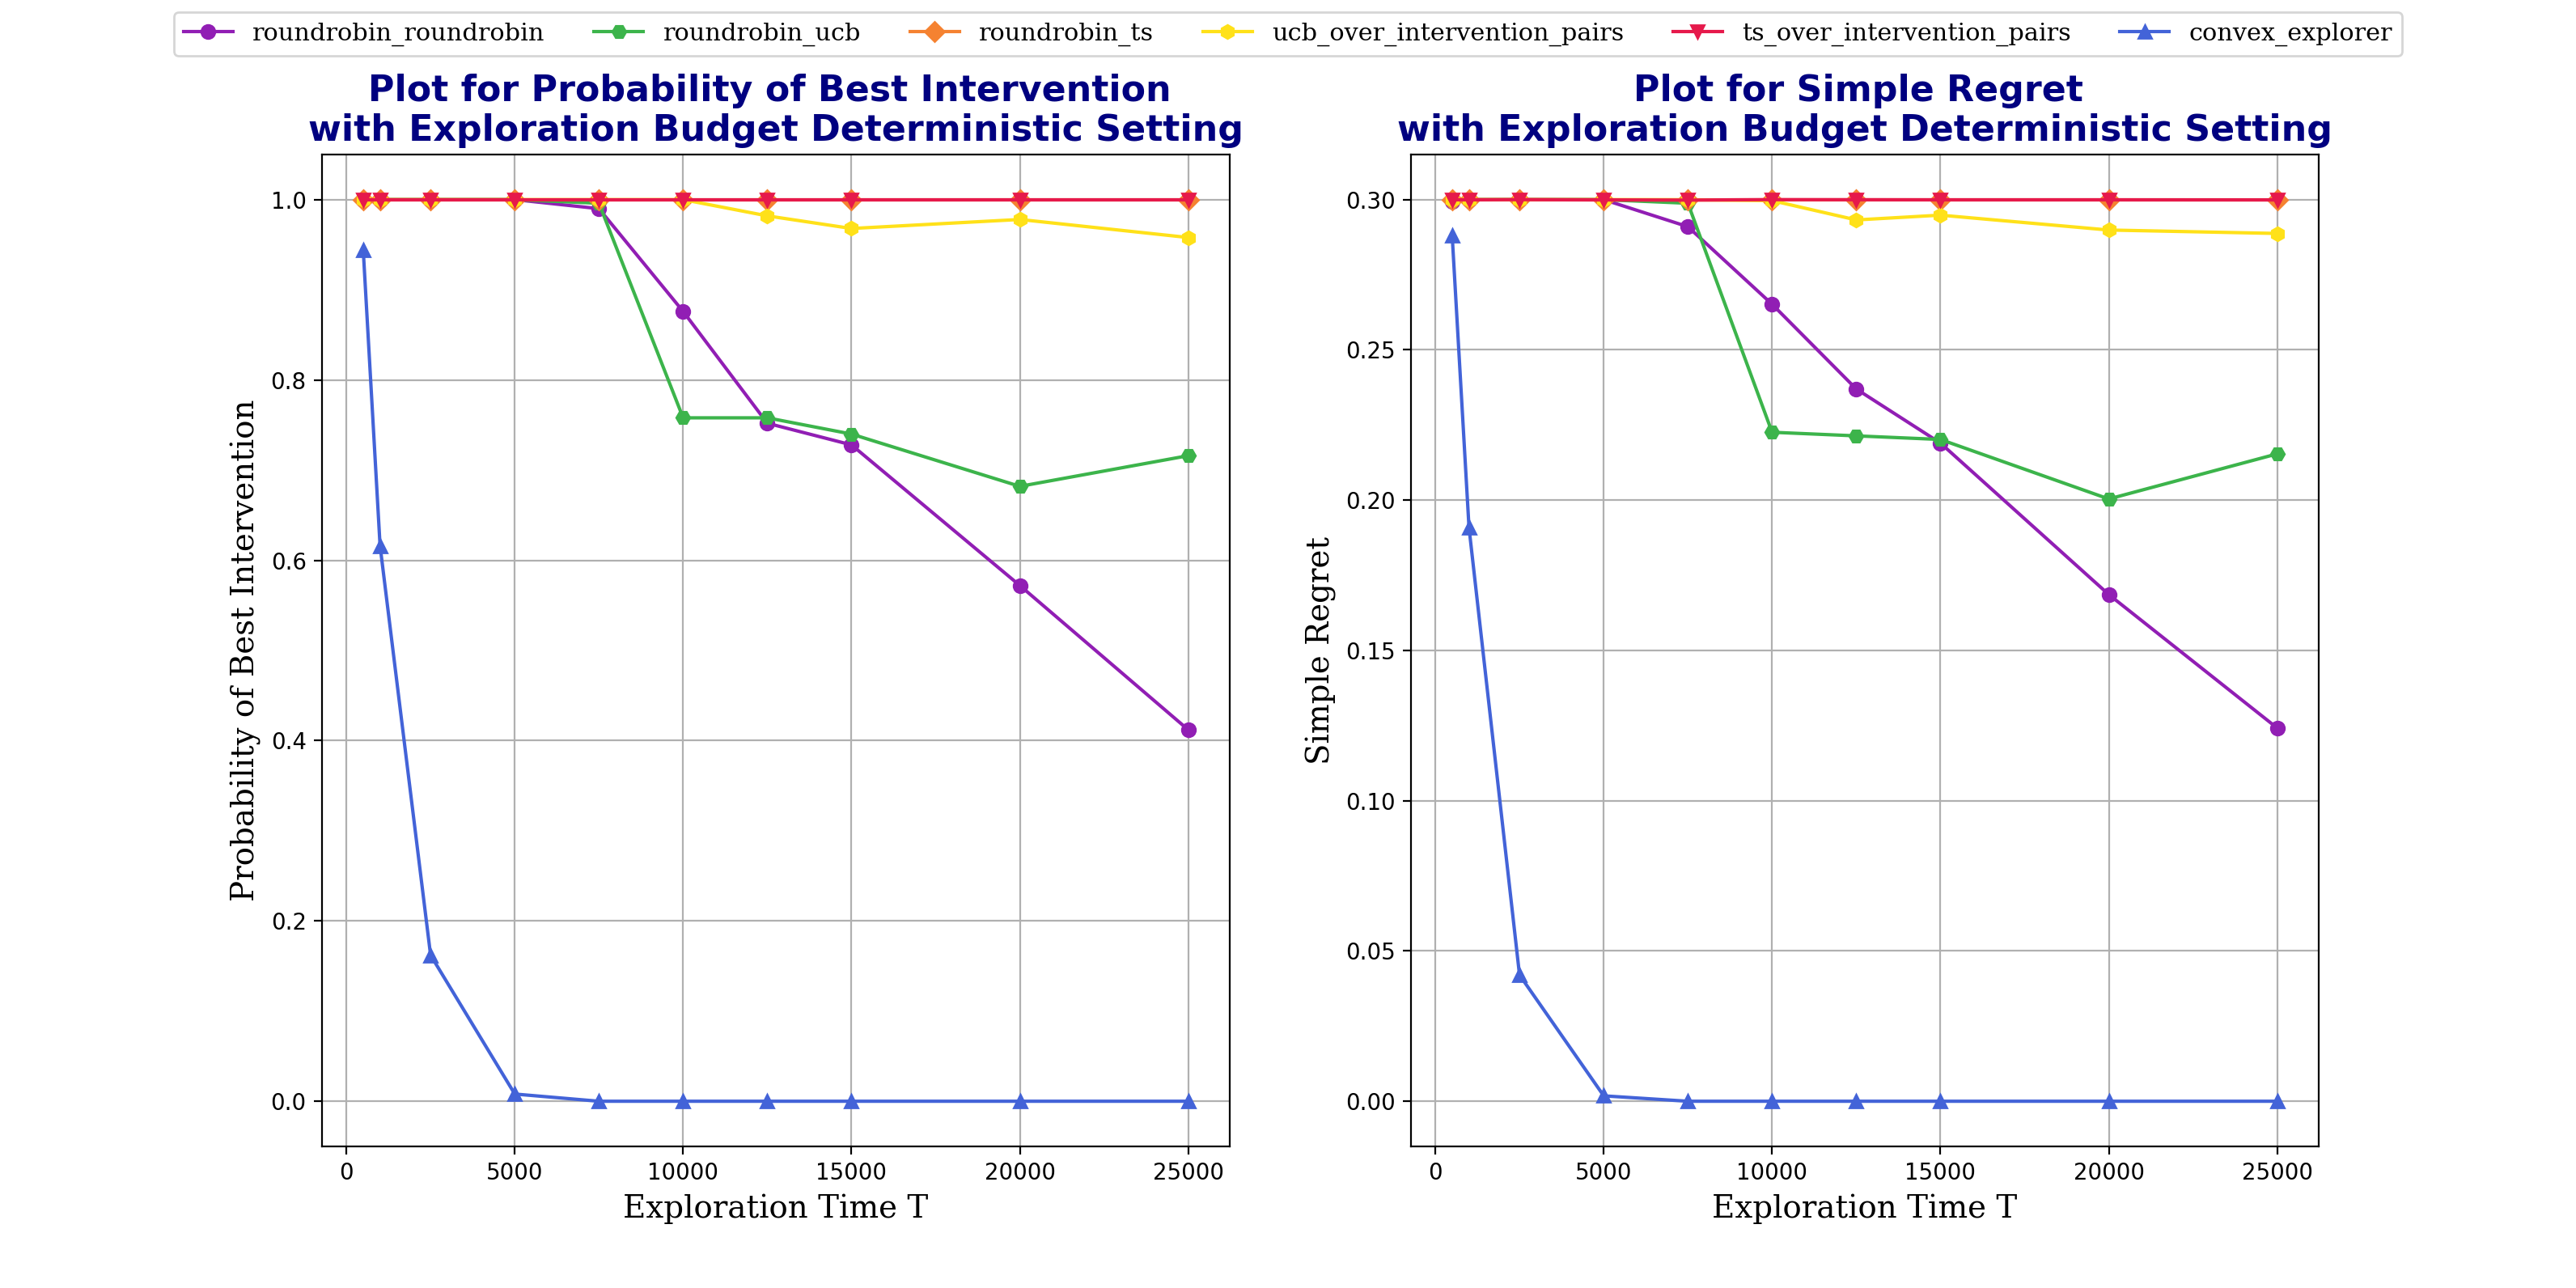 roundrobin_roundrobin roundrobin_ucb roundrobin_ts ucb_over_intervention_pairs ts_over_intervention_pairs convex_explorer
Plot for Probability of Best Intervention
with Exploration Budget Deterministic Setting
Probability of Best Intervention
1.0
0.8
0.6
0.4
0.2
0.0
0 5000 10000 15000 20000 25000
Exploration Time T
Plot for Simple Regret
with Exploration Budget Deterministic Setting
Simple Regret
0.30
0.25
0.20
0.15
0.10
0.05
0.00
0 5000 10000 15000 20000 25000
Exploration Time T